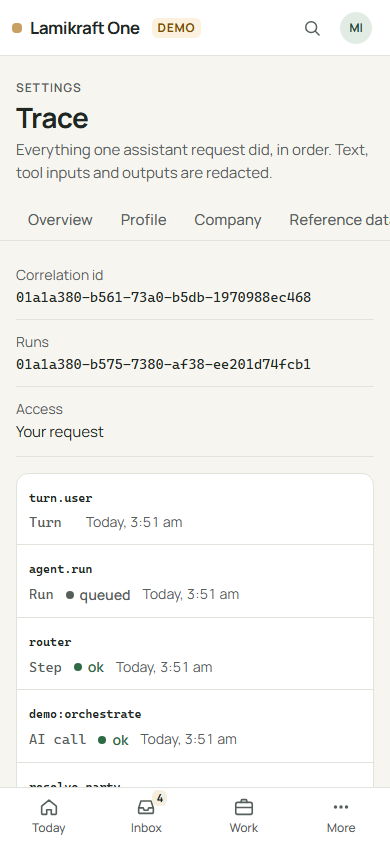 Lamikraft One DEMO MI
SETTINGS
Trace
Everything one assistant request did, in order. Text,
tool inputs and outputs are redacted.
Overview Profile Company Reference data
Correlation id
01a1a380-b561-73a0-b5db-1970988ec468
Runs
01a1a380-b575-7380-af38-ee201d74fcb1
Access
Your request
turn.user
Turn Today, 3:51 am
agent.run
Run queued Today, 3:51 am
router
Step ok Today, 3:51 am
demo:orchestrate
AI call ok Today, 3:51 am
resolve_party
4
Today Inbox Work More